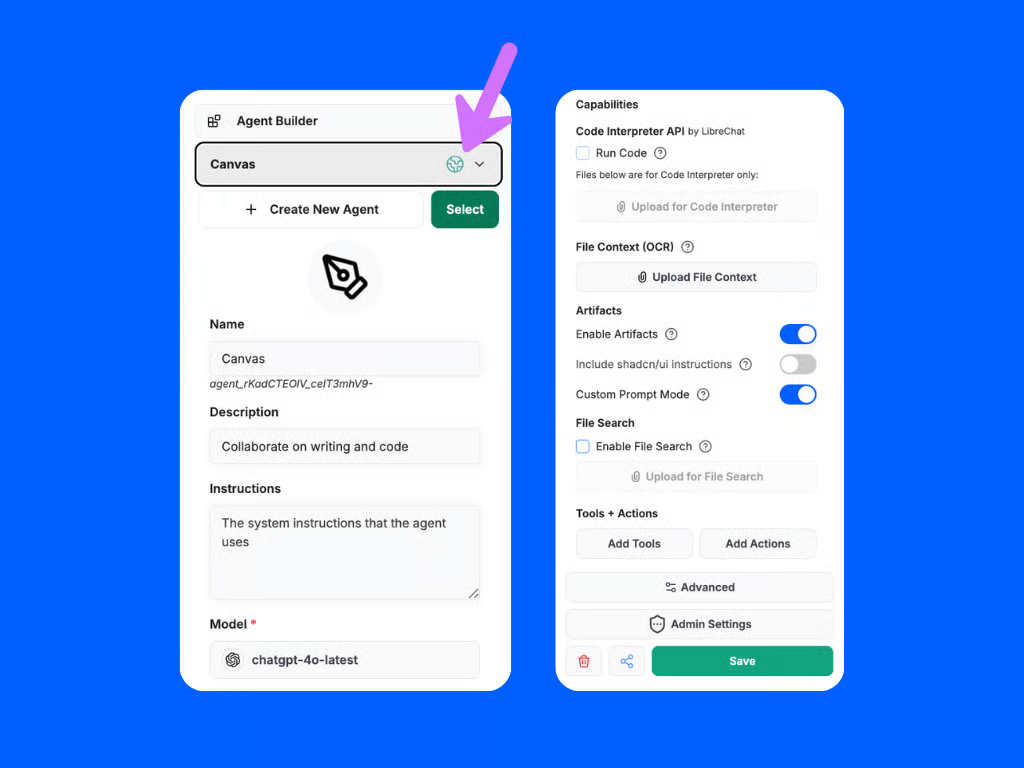 Agent Builder
Canvas
Create New Agent
Select
Name
Canvas
agent_rKadCTEOIV_ceIT3mhV9-
Description
Collaborate on writing and code
Instructions
The system instructions that the agent
uses
Model *
chatgpt-4o-latest
Capabilities
Code Interpreter API by LibreChat
Run Code
Files below are for Code Interpreter only:
Upload for Code Interpreter
File Context (OCR)
Upload File Context
Artifacts
Enable Artifacts
Include shadcn/ui instructions
Custom Prompt Mode
File Search
Enable File Search
Upload for File Search
Tools + Actions
Add Tools
Add Actions
Advanced
Admin Settings
Save